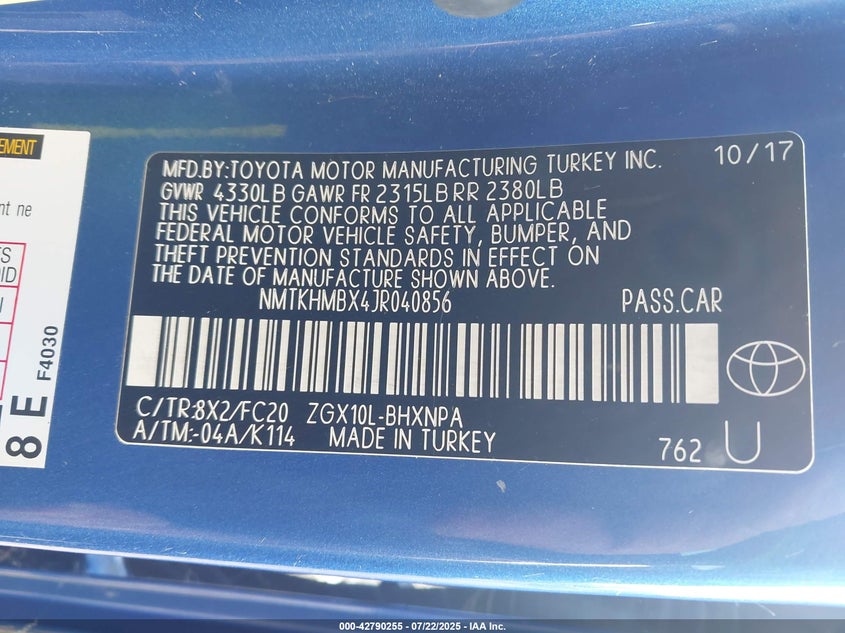 EMENT
nt ne
8 E F4030
MFD.BY:TOYOTA MOTOR MANUFACTURING TURKEY INC. 10/17
GVWR 4330LB GAWR FR 2315LB RR 2380LB
THIS VEHICLE CONFORMS TO ALL APPLICABLE
FEDERAL MOTOR VEHICLE SAFETY, BUMPER, AND
THEFT PREVENTION STANDARDS IN EFFECT ON
THE DATE OF MANUFACTURE SHOWN ABOVE.
NMTKHMBX4JR040856 PASS.CAR
C/TR:8X2/FC20 ZGX10L-BHXNPA
A/TM:-04A/K114 MADE IN TURKEY 762 U
000-42790255 - 07/22/2025 - IAA Inc.